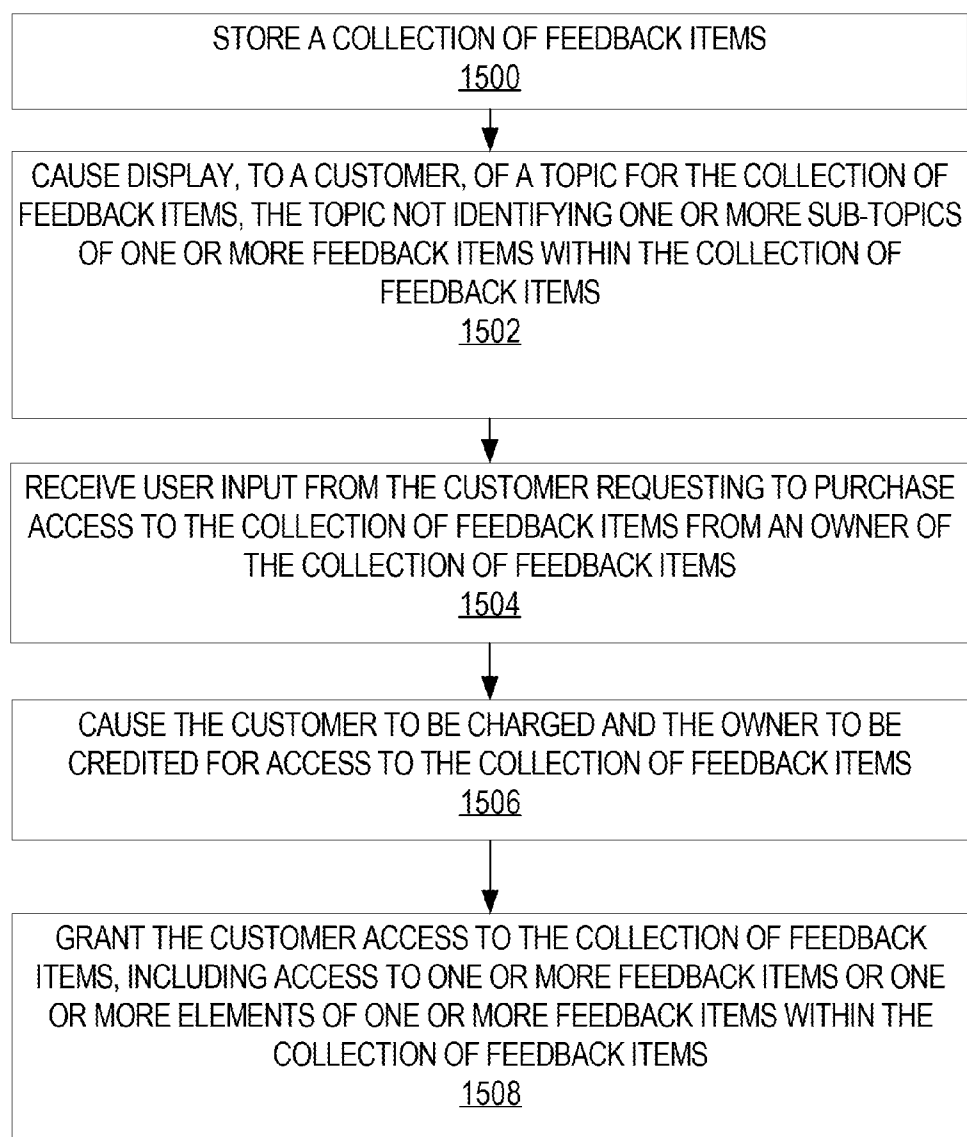 STORE A COLLECTION OF FEEDBACK ITEMS
1500
CAUSE DISPLAY, TO A CUSTOMER, OF A TOPIC FOR THE COLLECTION OF
FEEDBACK ITEMS, THE TOPIC NOT IDENTIFYING ONE OR MORE SUB-TOPICS
OF ONE OR MORE FEEDBACK ITEMS WITHIN THE COLLECTION OF
FEEDBACK ITEMS
1502
RECEIVE USER INPUT FROM THE CUSTOMER REQUESTING TO PURCHASE
ACCESS TO THE COLLECTION OF FEEDBACK ITEMS FROM AN OWNER OF
THE COLLECTION OF FEEDBACK ITEMS
1504
CAUSE THE CUSTOMER TO BE CHARGED AND THE OWNER TO BE
CREDITED FOR ACCESS TO THE COLLECTION OF FEEDBACK ITEMS
1506
GRANT THE CUSTOMER ACCESS TO THE COLLECTION OF FEEDBACK
ITEMS, INCLUDING ACCESS TO ONE OR MORE FEEDBACK ITEMS OR ONE
OR MORE ELEMENTS OF ONE OR MORE FEEDBACK ITEMS WITHIN THE
COLLECTION OF FEEDBACK ITEMS
1508